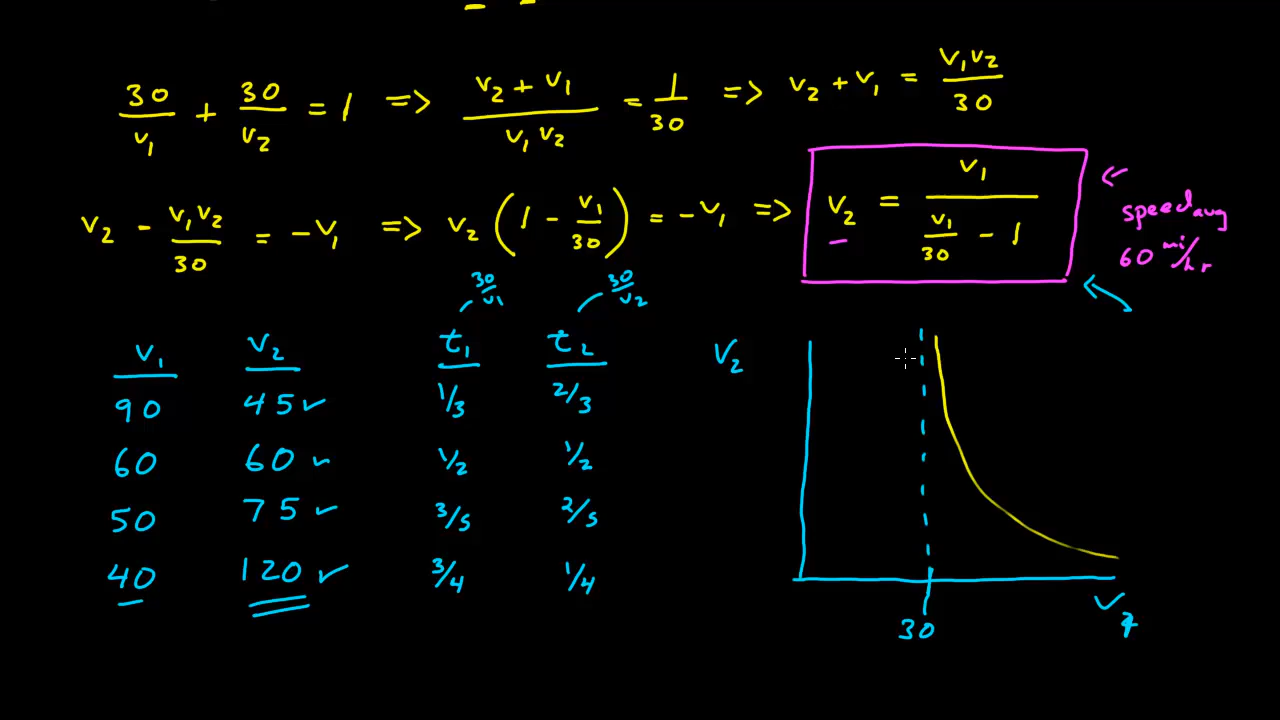 30/v₁ + 30/v₂ = 1 => (v₂ + v₁)/(v₁ v₂) = 1/30 => v₂ + v₁ = v₁v₂/30
v₂ - v₁v₂/30 = -v₁ => v₂ (1 - v₁/30) = -v₁ => v₂ = v₁/(v₁/30 - 1)
speed avg
60 mi/hr
30/v₁ 30/v₂
v₁ v₂ t₁ t₂ V₂
90 45 ✓ 1/3 2/3
60 60 ✓ 1/2 1/2
50 75 ✓ 3/5 2/5
40 120 ✓ 3/4 1/4
30